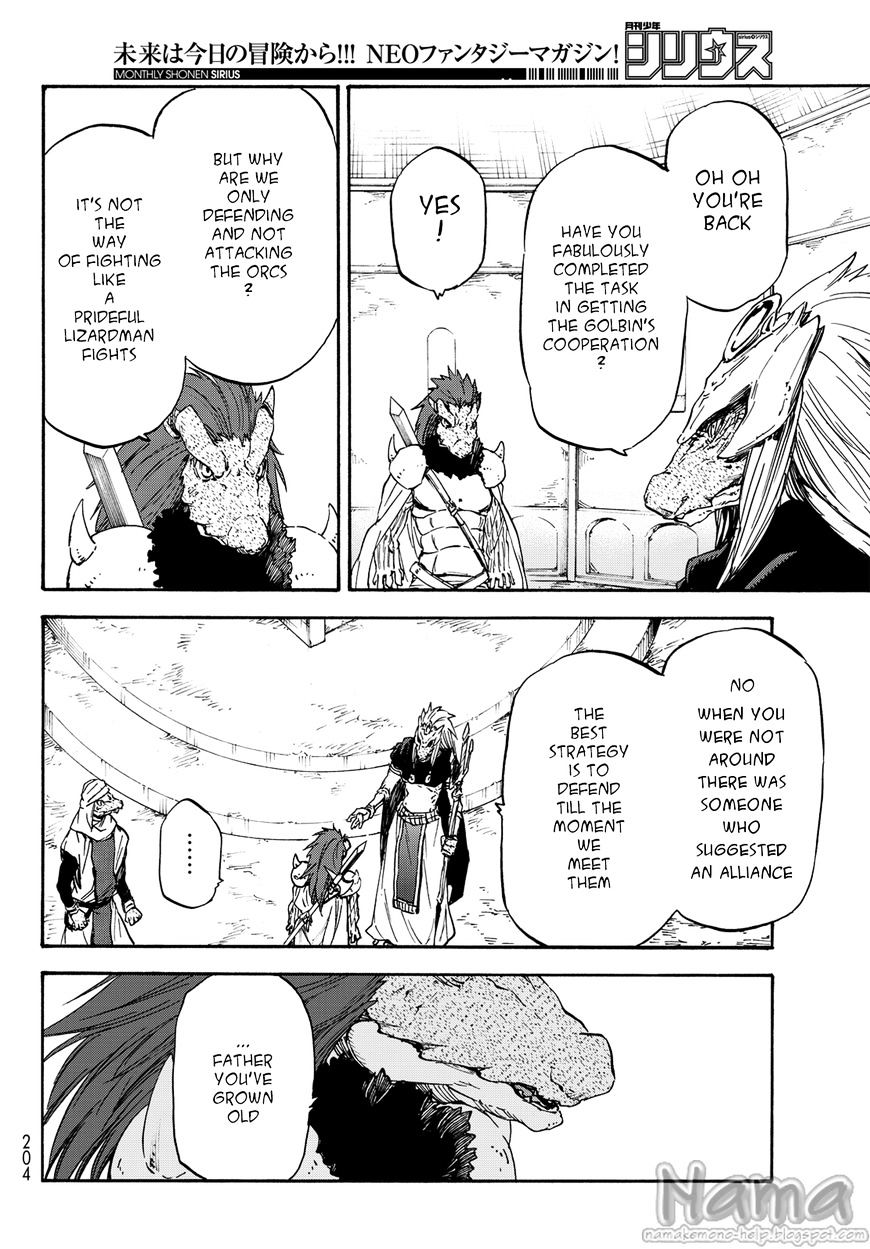 未来は今日の冒険から!!! NEOファンタジーマガジン!
月刊少年
シリウス
MONTHLY SHONEN SIRIUS
OH OH
YOU'RE
BACK
HAVE YOU
FABULOUSLY
COMPLETED
THE TASK
IN GETTING
THE GOLBIN'S
COOPERATION
?
YES
!
BUT WHY
ARE WE
ONLY
DEFENDING
AND NOT
ATTACKING
THE ORCS
?
IT'S NOT
THE
WAY
OF FIGHTING
LIKE
A
PRIDEFUL
LIZARDMAN
FIGHTS
NO
WHEN YOU
WERE NOT
AROUND
THERE WAS
SOMEONE
WHO
SUGGESTED
AN ALLIANCE
THE
BEST
STRATEGY
IS TO
DEFEND
TILL THE
MOMENT
WE
MEET
THEM
......
...
FATHER
YOU'VE
GROWN
OLD
204
Nama
namakemono-help.blogspot.com